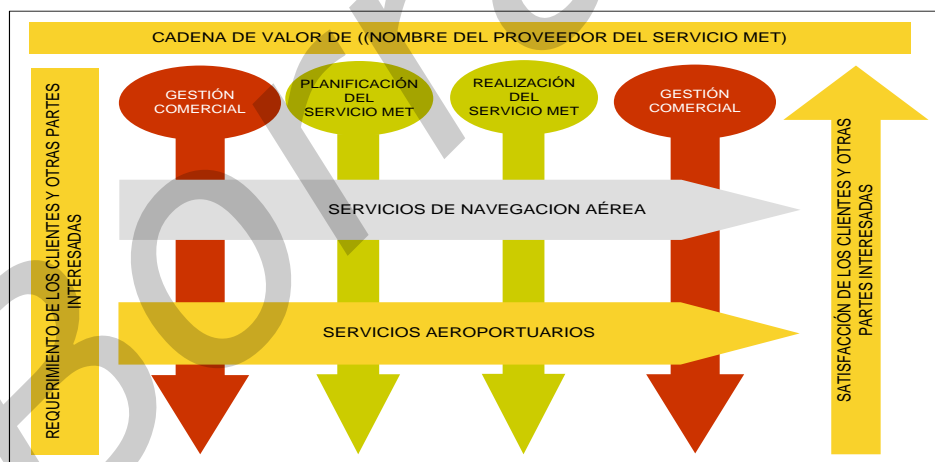 CADENA DE VALOR DE ((NOMBRE DEL PROVEEDOR DEL SERVICIO MET)
REQUERIMIENTO DE LOS CLIENTES Y OTRAS PARTES
INTERESADAS
GESTIÓN
COMERCIAL
PLANIFICACIÓN
DEL
SERVICIO MET
REALIZACIÓN
DEL
SERVICIO MET
GESTIÓN
COMERCIAL
SERVICIOS DE NAVEGACION AÉREA
SERVICIOS AEROPORTUARIOS
SATISFACCIÓN DE LOS CLIENTES Y OTRAS
PARTES INTERESADAS